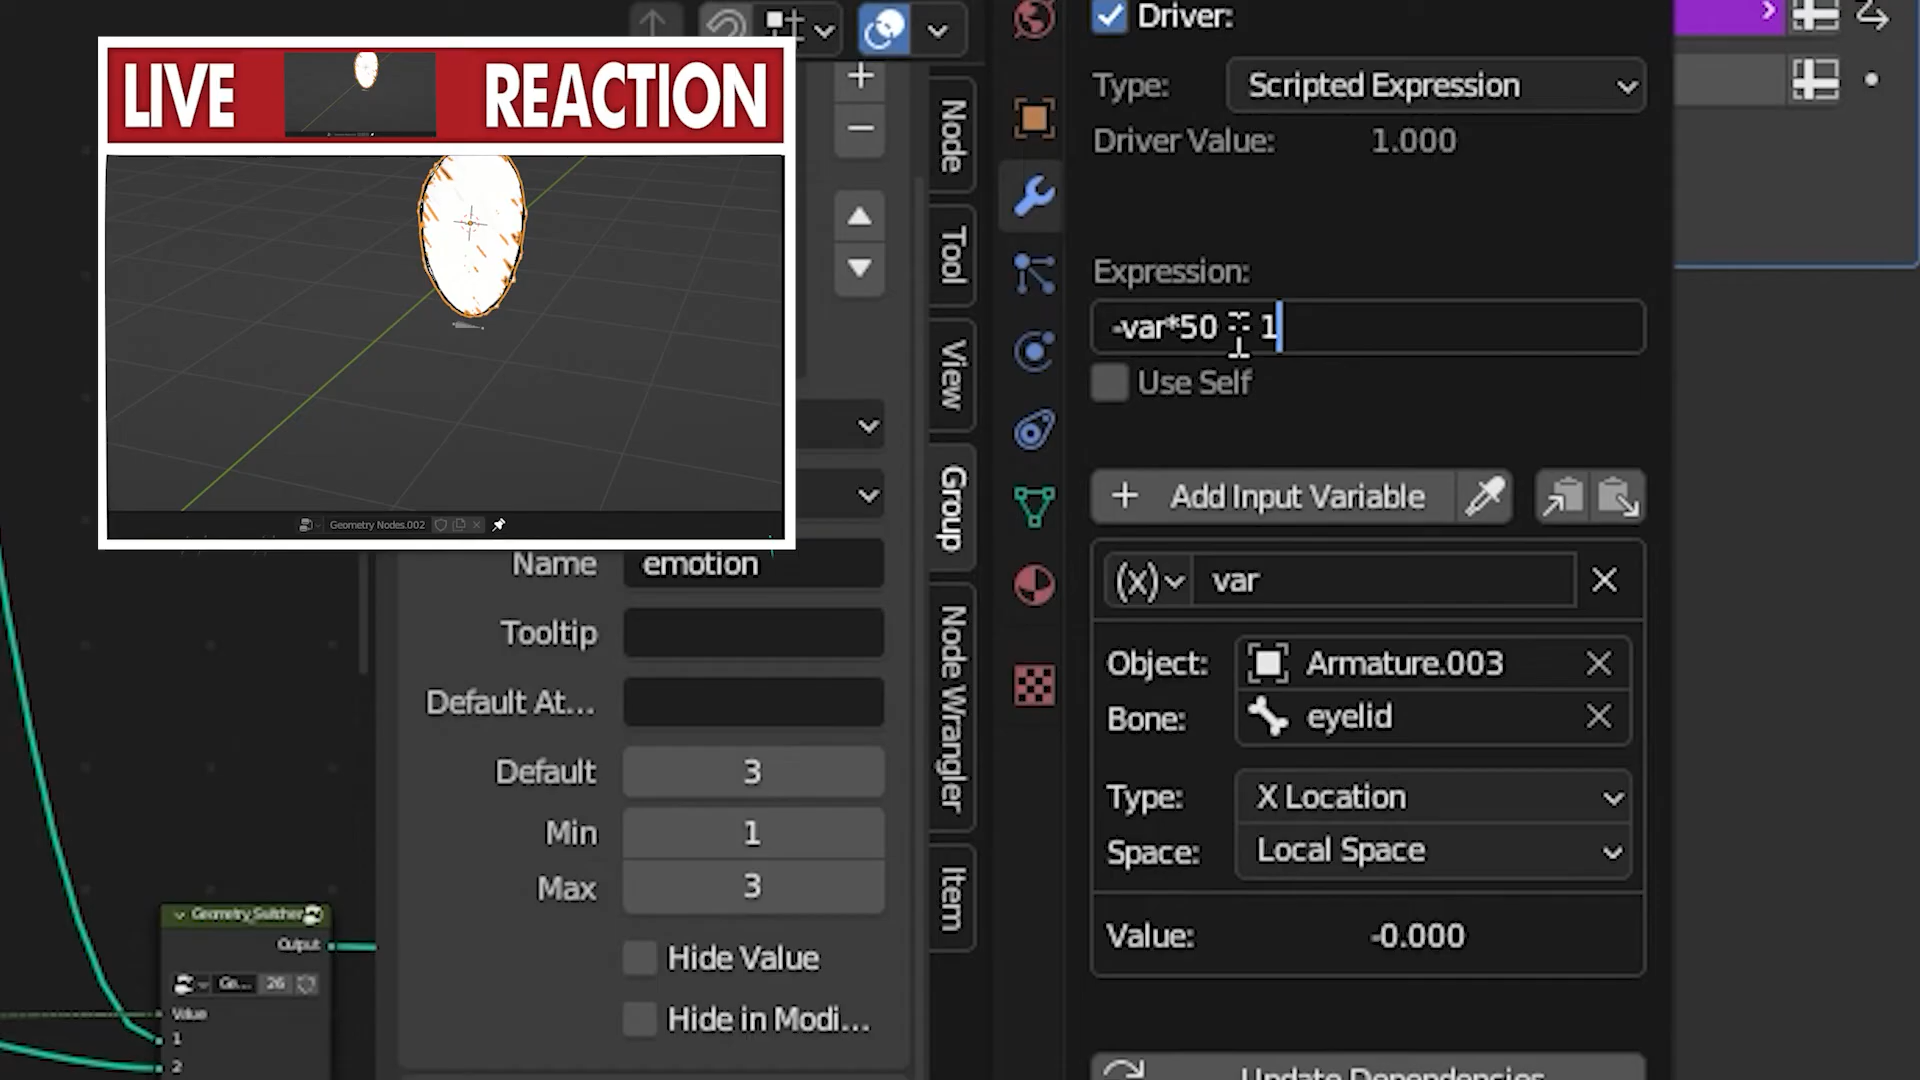 LIVE REACTION
Geometry Nodes.002
Name emotion
Tooltip
Default At...
Default 3
Min 1
Max 3
Hide Value
Hide in Modi...
Node
Tool
View
Group
Node Wrangler
Item
Output
Ge... 26
Value
1
2
Driver:
Type: Scripted Expression
Driver Value: 1.000
Expression:
-var*50 1
Use Self
+ Add Input Variable
(x) var
Object: Armature.003
Bone: eyelid
Type: X Location
Space: Local Space
Value: -0.000
Update Dependencies